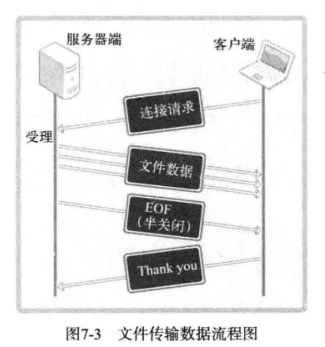 服务器端
客户端
连接请求
受理
文件数据
EOF
（半关闭）
Thank you
图7-3 文件传输数据流程图